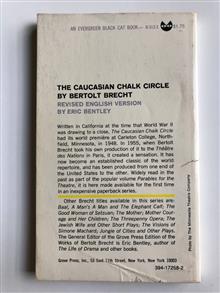 AN EVERGREEN BLACK CAT BOOK
$1.75
THE CAUCASIAN CHALK CIRCLE
BY BERTOLT BRECHT
REVISED ENGLISH VERSION
BY ERIC BENTLEY
Written in California at the time that World War II
was drawing to a close, The Caucasian Chalk Circle
had its world première at Carleton College, North-
field, Minnesota, in 1948. In 1955, when Bertolt
Brecht took his own production of it to the Théâtre
des Nations in Paris, it created a sensation. It has
now become an established classic of the world
repertoire, and has been produced from one end of
the United States to the other. Widely read in the
past as part of the popular volume Parables for the
Theatre, it is here made available for the first time
in an inexpensive paperback series.
Other Brecht titles available in this series are:
Baal, A Man's A Man and The Elephant Calf; The
Good Woman of Setzuan; The Mother; Mother Cour-
age and Her Children; The Threepenny Opera; The
Jewish Wife and Other Short Plays; The Visions of
Simone Machard; Jungle of Cities and Other Plays.
The General Editor of the Grove Press Edition of the
Works of Bertolt Brecht is Eric Bentley, author of
The Life of Drama and other books.
Grove Press, Inc., 53 East 11th Street, New York, New York 10003
394-17258-2
Photo by The Minnesota Theatre Company